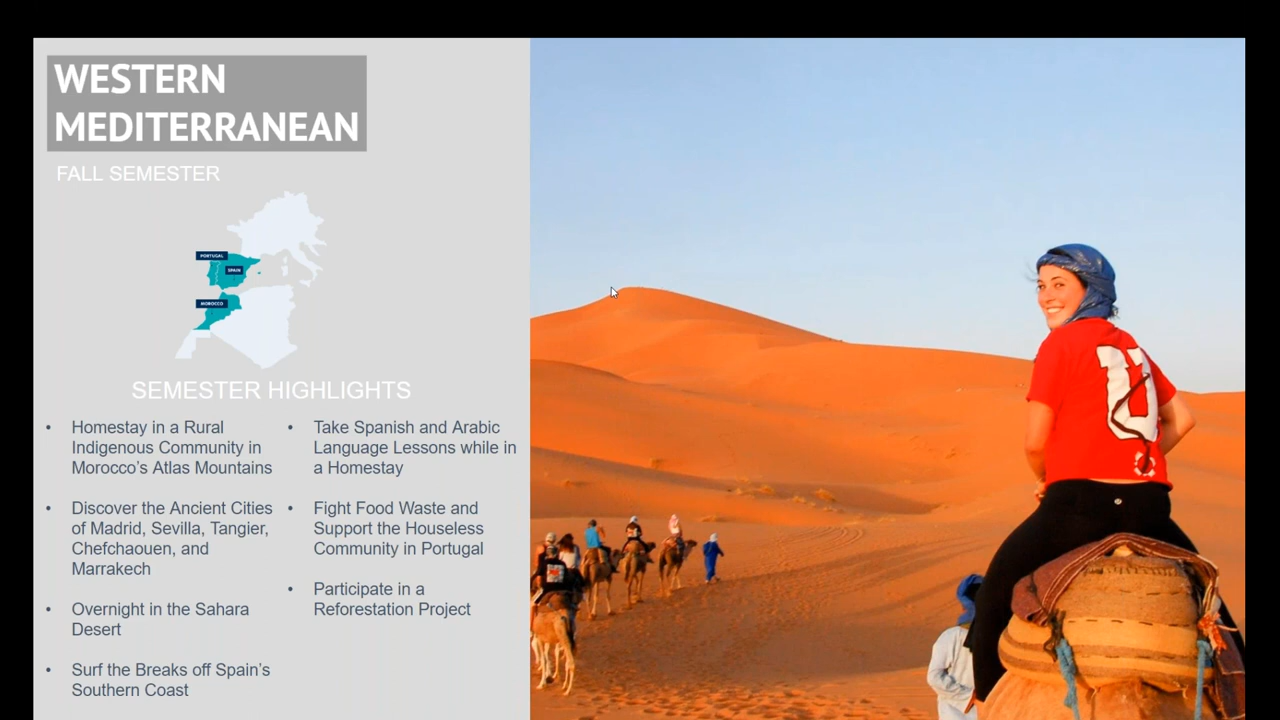 WESTERN
MEDITERRANEAN
FALL SEMESTER
PORTUGAL
SPAIN
MOROCCO
SEMESTER HIGHLIGHTS
• Homestay in a Rural
Indigenous Community in
Morocco's Atlas Mountains
• Discover the Ancient Cities
of Madrid, Sevilla, Tangier,
Chefchaouen, and
Marrakech
• Overnight in the Sahara
Desert
• Surf the Breaks off Spain's
Southern Coast
• Take Spanish and Arabic
Language Lessons while in
a Homestay
• Fight Food Waste and
Support the Houseless
Community in Portugal
• Participate in a
Reforestation Project